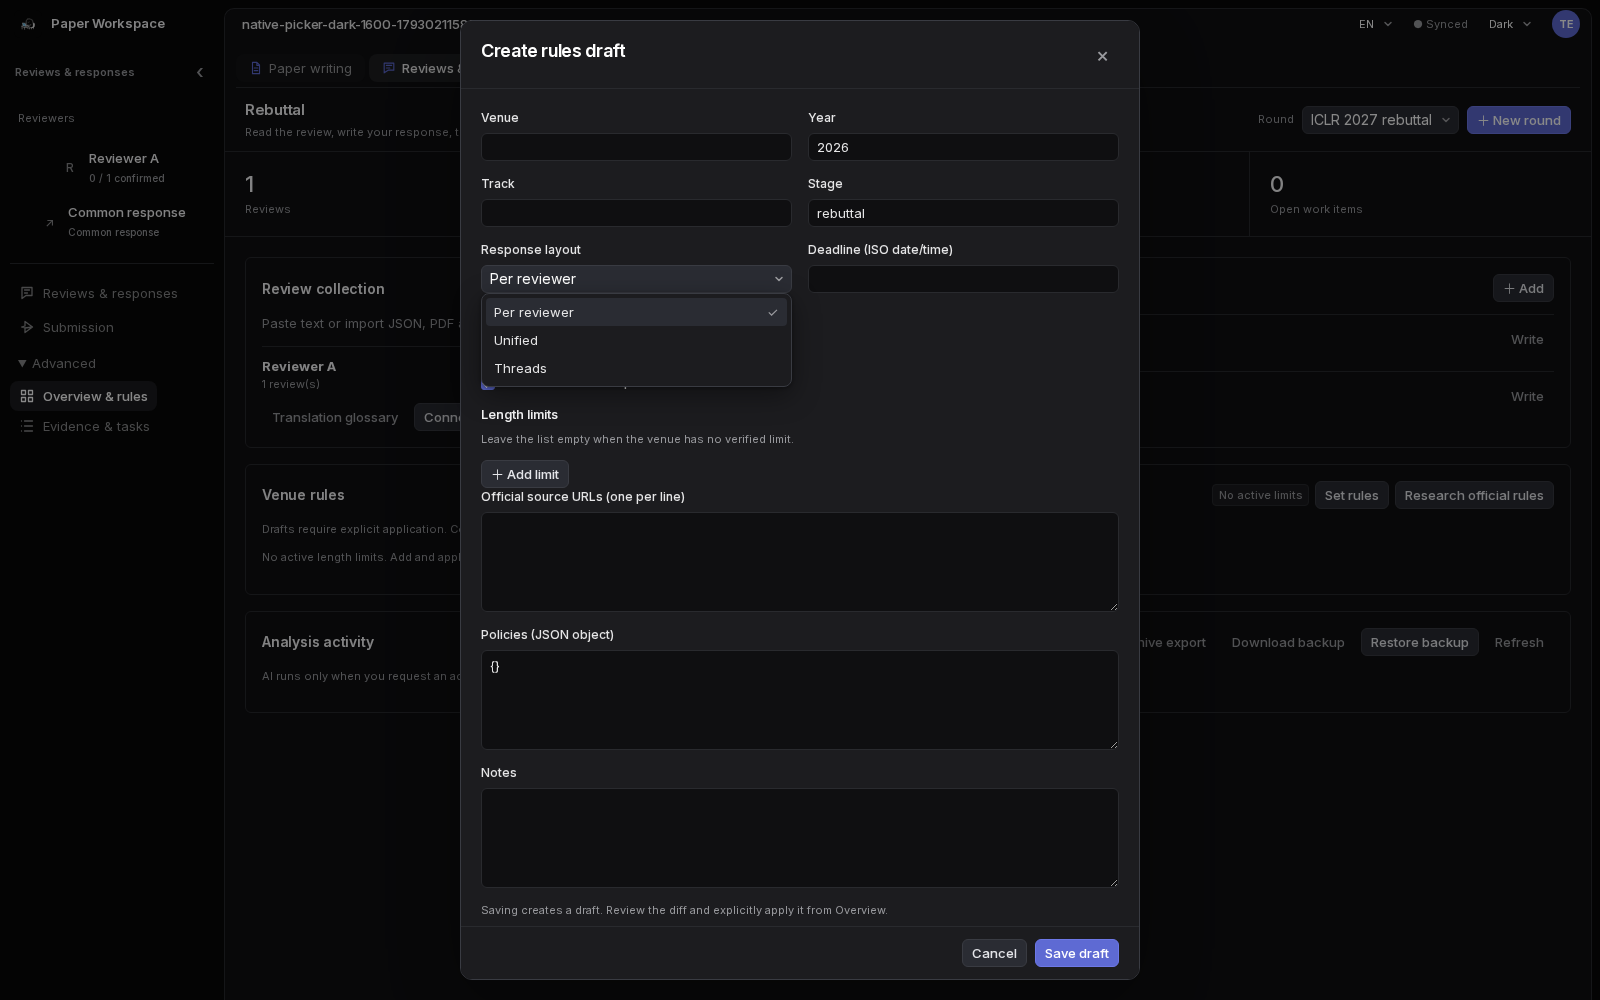 Paper Workspace
native-picker-dark-1600-1793021158
EN
Synced
Dark
TE
Reviews & responses
Paper writing
Reviews &
Reviewers
Reviewer A
R
0 / 1 confirmed
Common response
Common response
Reviews & responses
Submission
Advanced
Overview & rules
Evidence & tasks
Rebuttal
Read the review, write your response, t
Round
ICLR 2027 rebuttal
New round
1
Reviews
0
Open work items
Review collection
Paste text or import JSON, PDF
Add
Reviewer A
1 review(s)
Write
Write
Translation glossary
Conn
Venue rules
No active limits
Set rules
Research official rules
Drafts require explicit application. C
No active length limits. Add and appl
Analysis activity
ive export
Download backup
Restore backup
Refresh
AI runs only when you request an a
Create rules draft
Venue
Year
2026
Track
Stage
rebuttal
Response layout
Deadline (ISO date/time)
Per reviewer
Per reviewer
Unified
Threads
Length limits
Leave the list empty when the venue has no verified limit.
Add limit
Official source URLs (one per line)
Policies (JSON object)
{}
Notes
Saving creates a draft. Review the diff and explicitly apply it from Overview.
Cancel
Save draft